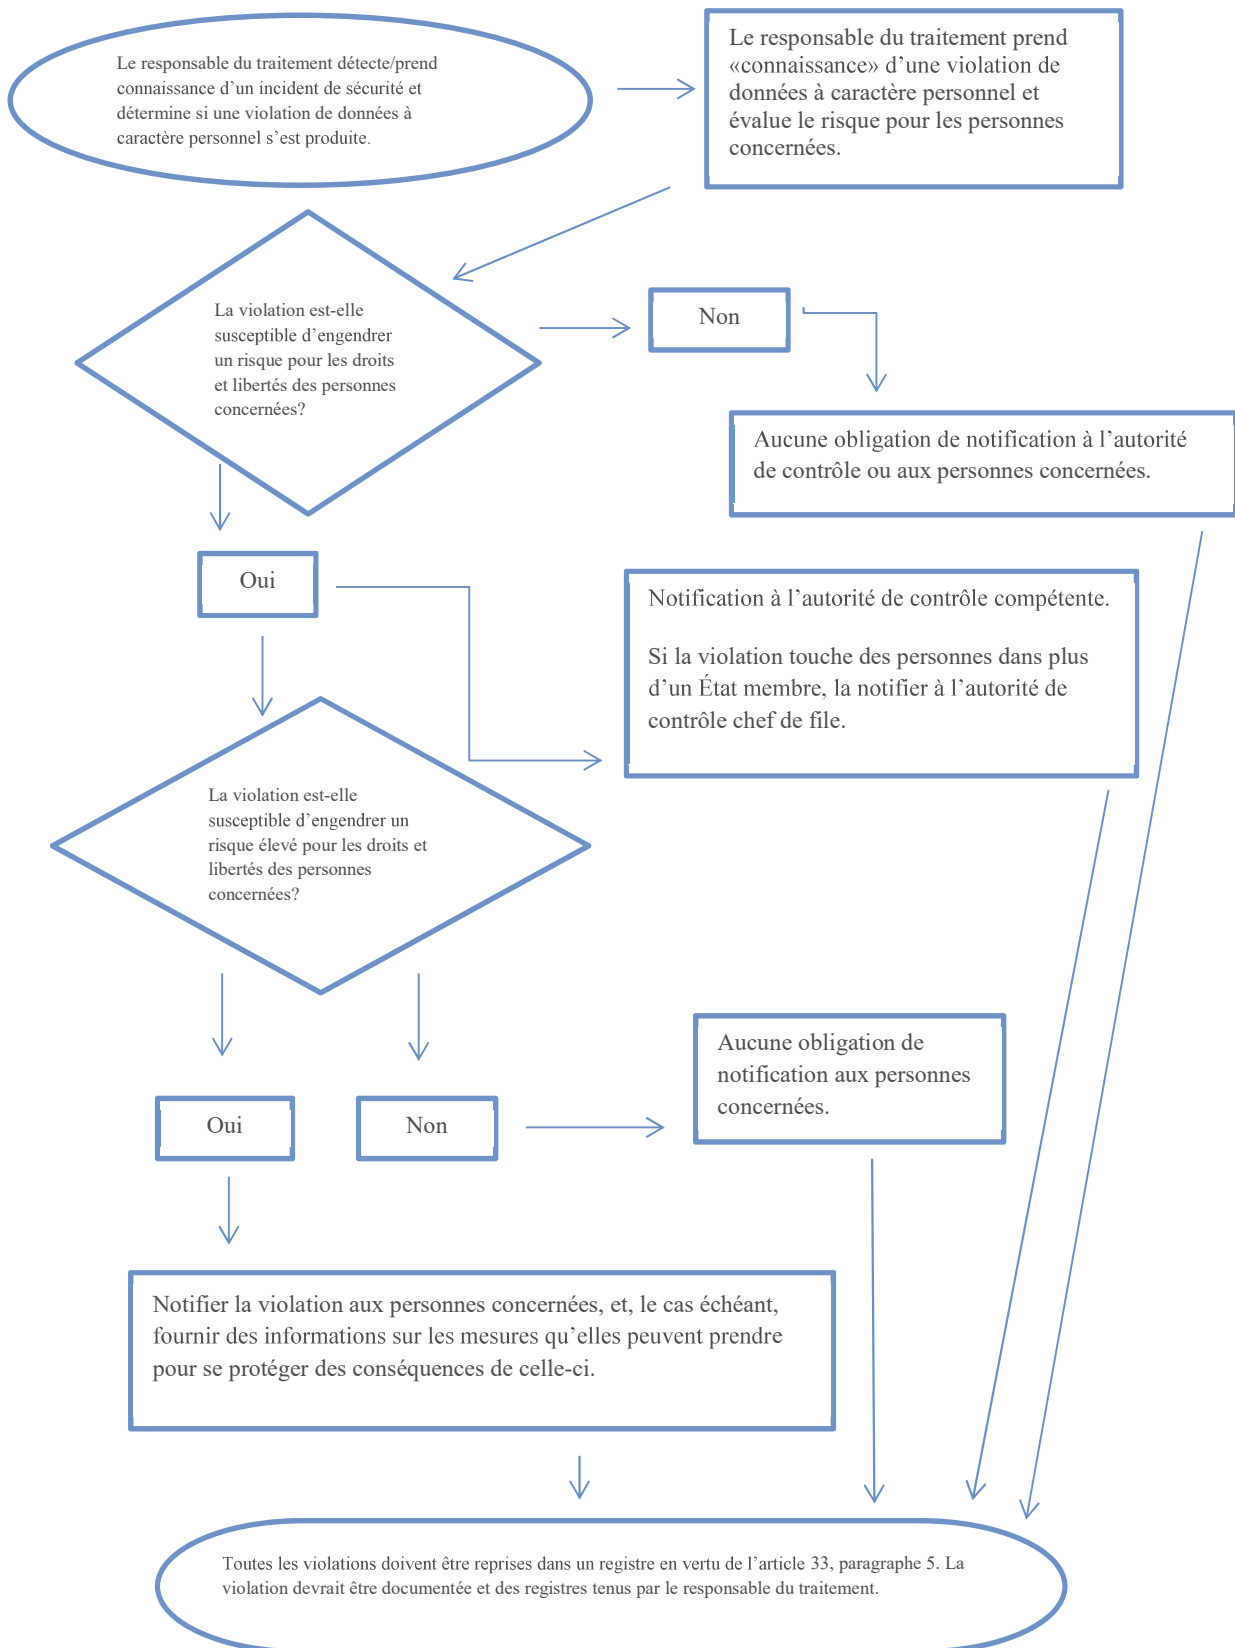 Le responsable du traitement détecte/prend
connaissance d’un incident de sécurité et
détermine si une violation de données à
caractère personnel s’est produite.
Le responsable du traitement prend
«connaissance» d’une violation de
données à caractère personnel et
évalue le risque pour les personnes
concernées.
La violation est-elle
susceptible d’engendrer
un risque pour les droits
et libertés des personnes
concernées?
Non
Aucune obligation de notification à l’autorité
de contrôle ou aux personnes concernées.
Oui
Notification à l’autorité de contrôle compétente.
Si la violation touche des personnes dans plus
d’un État membre, la notifier à l’autorité de
contrôle chef de file.
La violation est-elle
susceptible d’engendrer un
risque élevé pour les droits et
libertés des personnes
concernées?
Oui
Non
Aucune obligation de
notification aux personnes
concernées.
Notifier la violation aux personnes concernées, et, le cas échéant,
fournir des informations sur les mesures qu’elles peuvent prendre
pour se protéger des conséquences de celle-ci.
Toutes les violations doivent être reprises dans un registre en vertu de l’article 33, paragraphe 5. La
violation devrait être documentée et des registres tenus par le responsable du traitement.